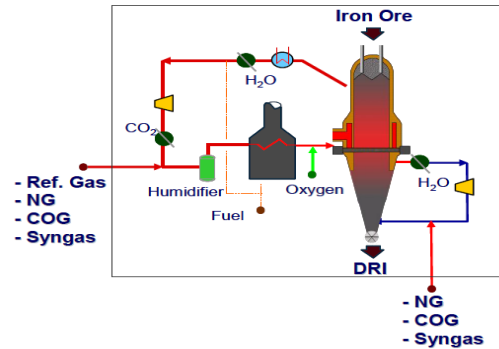 Iron Ore
H2O
CO2
- Ref. Gas
- NG
- COG
- Syngas
Humidifier
Oxygen
Fuel
H2O
DRI
- NG
- COG
- Syngas